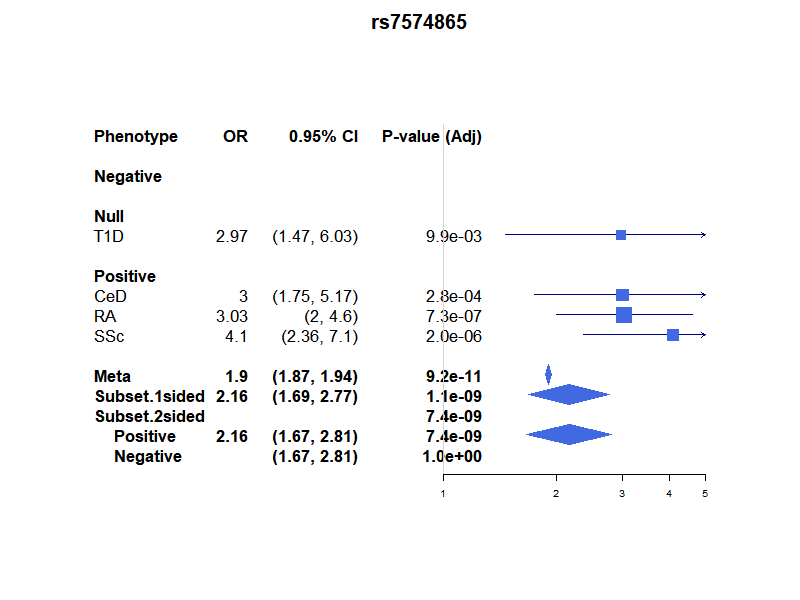 rs7574865
Phenotype OR 0.95% CI P-value (Adj)
Negative
Null
T1D 2.97 (1.47, 6.03) 9.9e-03
Positive
CeD 3 (1.75, 5.17) 2.8e-04
RA 3.03 (2, 4.6) 7.3e-07
SSc 4.1 (2.36, 7.1) 2.0e-06
Meta 1.9 (1.87, 1.94) 9.2e-11
Subset.1sided 2.16 (1.69, 2.77) 1.1e-09
Subset.2sided 7.4e-09
Positive 2.16 (1.67, 2.81) 7.4e-09
Negative (1.67, 2.81) 1.0e+00
1 2 3 4 5